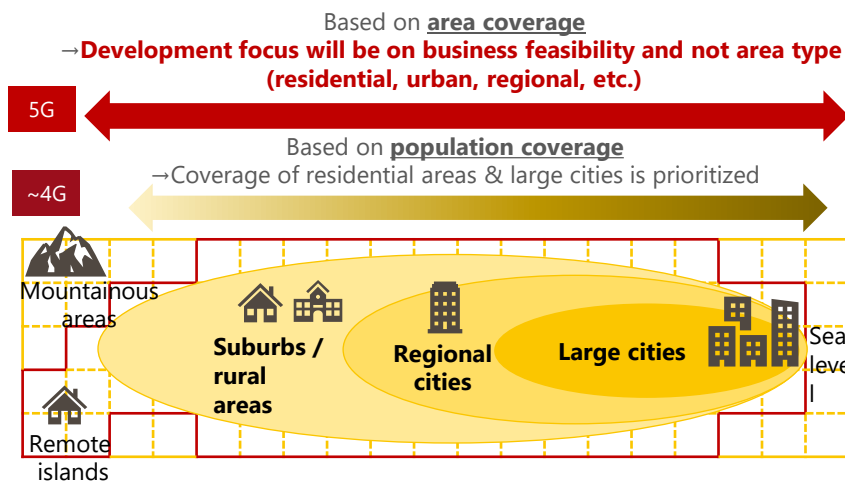 Based on area coverage
→Development focus will be on business feasibility and not area type
(residential, urban, regional, etc.)
5G
Based on population coverage
→Coverage of residential areas & large cities is prioritized
~4G
Mountainous
areas
Suburbs /
rural
areas
Regional
cities
Large cities
Sea
leve
l
Remote
islands